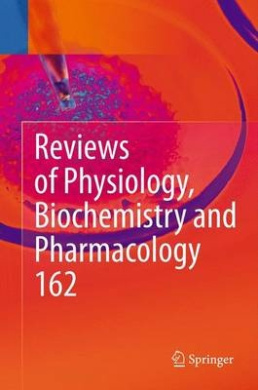 Reviews
of Physiology,
Biochemistry and
Pharmacology
162
Springer